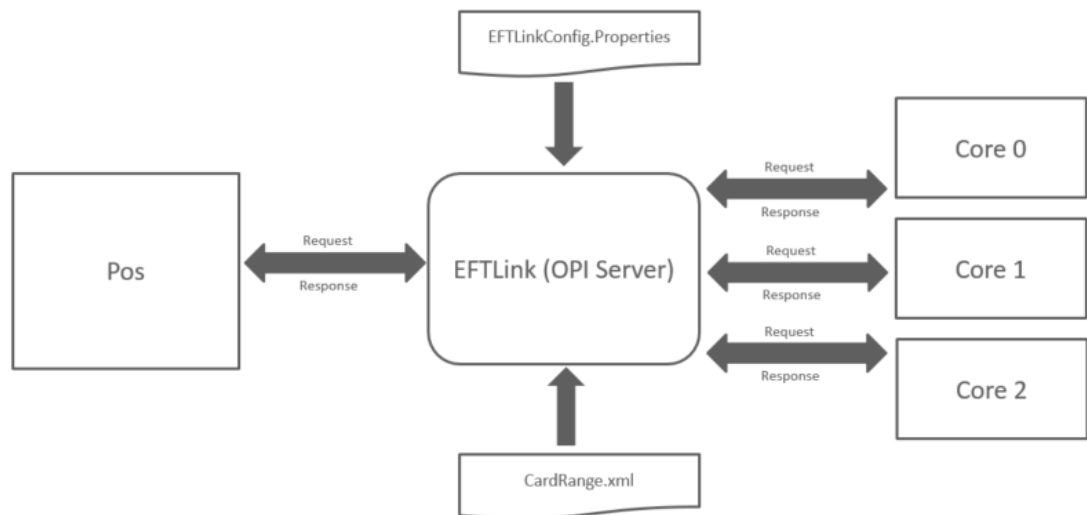 EFTLinkConfig.Properties
Pos
Request
Response
EFTLink (OPI Server)
Request
Response
Core 0
Request
Response
Core 1
Request
Response
Core 2
CardRange.xml